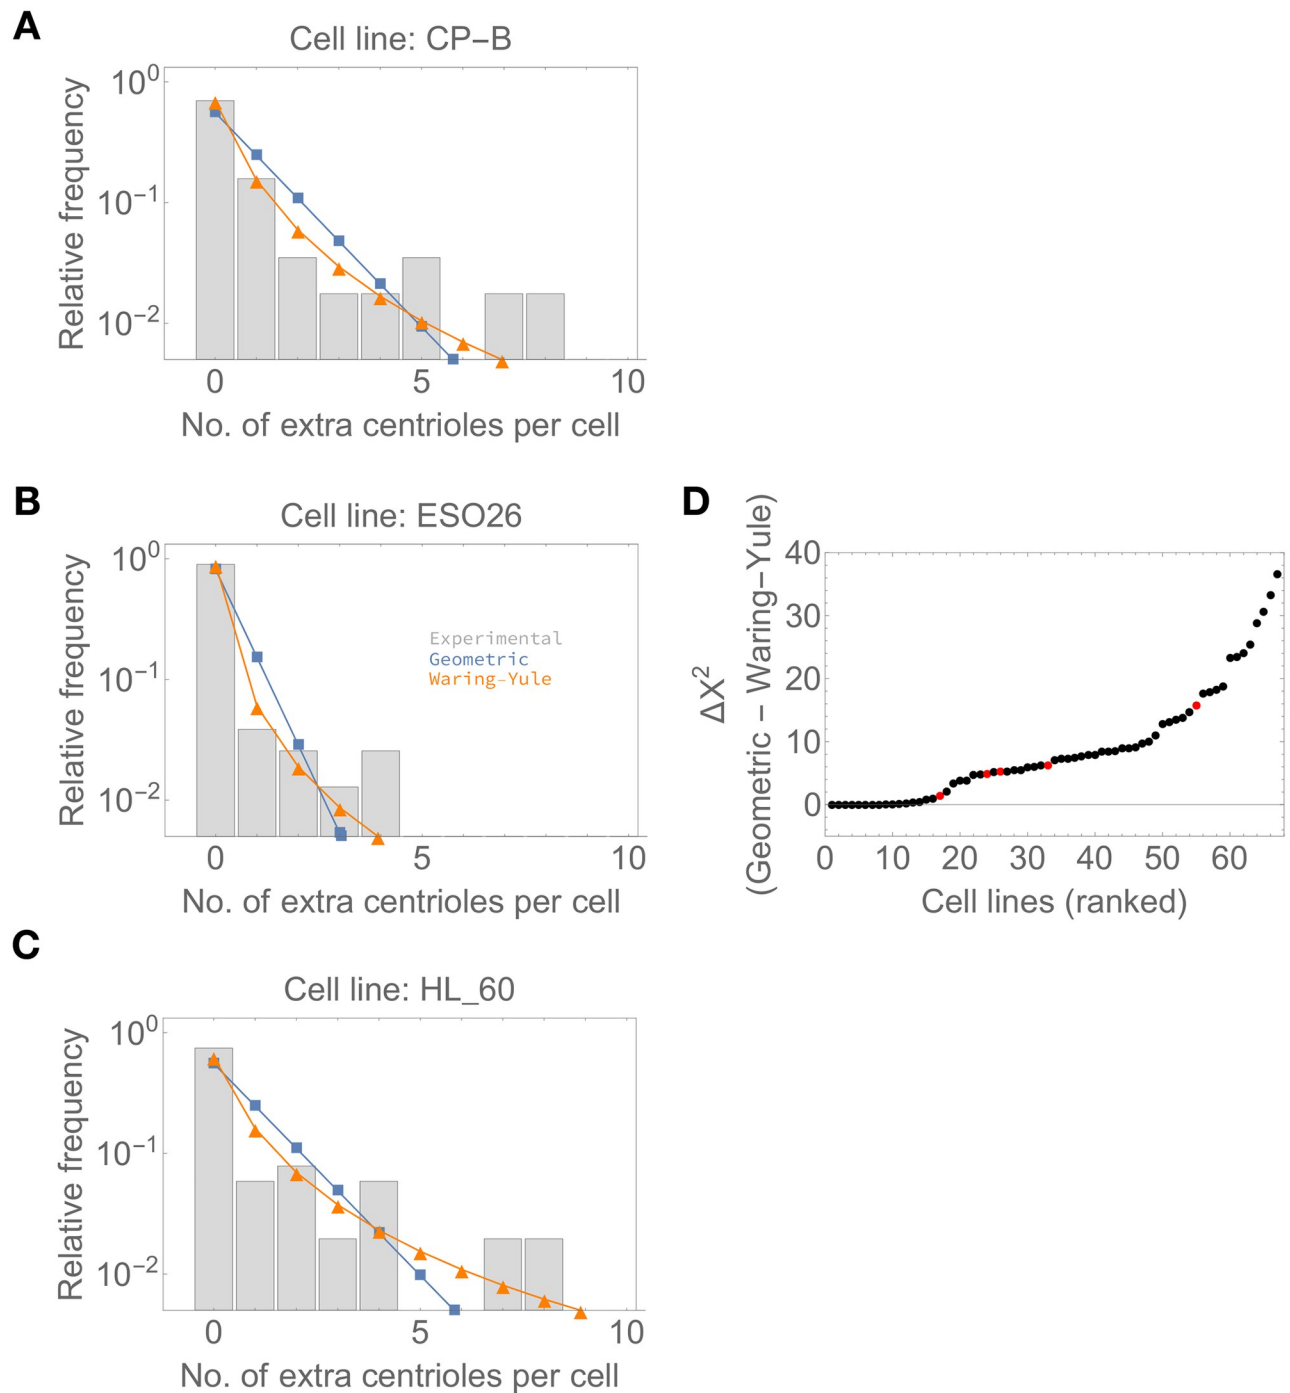 A
Cell line: CP–B
Relative frequency
10^0
10^-1
10^-2
0 5 10
No. of extra centrioles per cell
B
Cell line: ESO26
Relative frequency
10^0
10^-1
10^-2
Experimental
Geometric
Waring-Yule
0 5 10
No. of extra centrioles per cell
D
ΔX^2
(Geometric – Waring–Yule)
40
30
20
10
0
0 10 20 30 40 50 60
Cell lines (ranked)
C
Cell line: HL_60
Relative frequency
10^0
10^-1
10^-2
0 5 10
No. of extra centrioles per cell